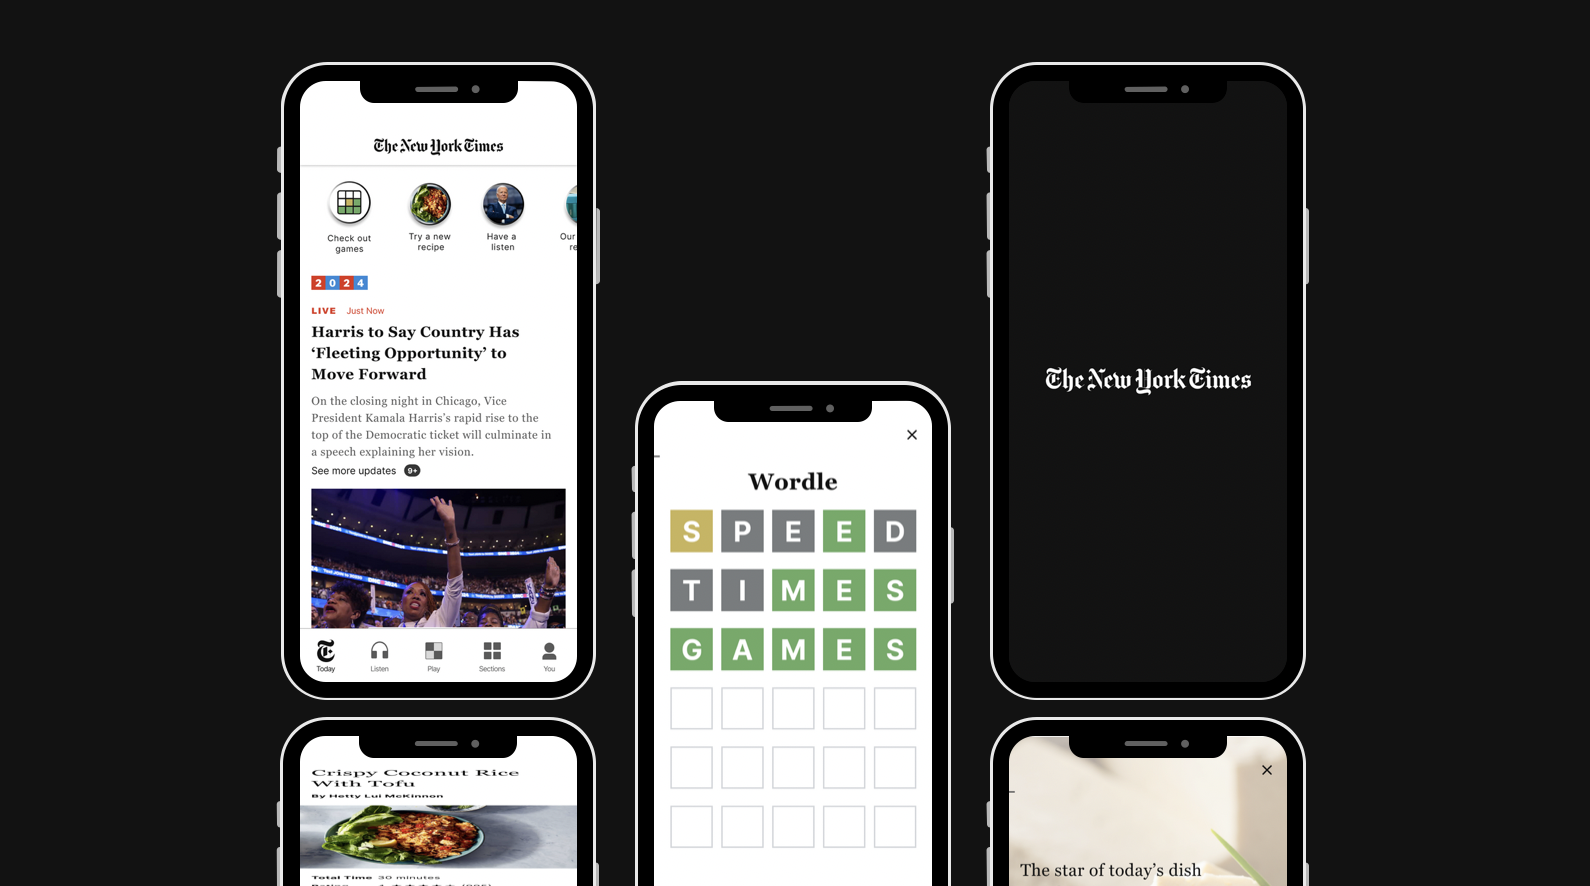 The New York Times
Check out
games
Try a new
recipe
Have a
listen
Our
re
2024
LIVE Just Now
Harris to Say Country Has
‘Fleeting Opportunity’ to
Move Forward
On the closing night in Chicago, Vice
President Kamala Harris’s rapid rise to the
top of the Democratic ticket will culminate in
a speech explaining her vision.
See more updates 9+
Today
Listen
Play
Sections
You
Crispy Coconut Rice
With Tofu
By Hetty Lui McKinnon
Total Time 30 minutes
Wordle
SPEED
TIMES
GAMES
The New York Times
The star of today’s dish